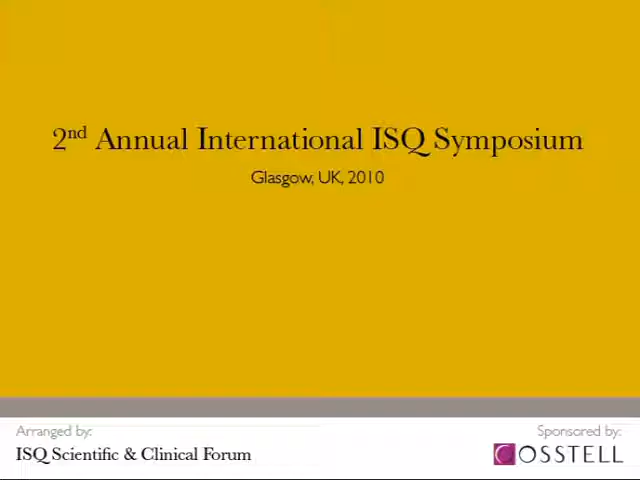 2nd Annual International ISQ Symposium
Glasgow, UK, 2010
Arranged by:
Sponsored by:
ISQ Scientific & Clinical Forum
OSSTELL